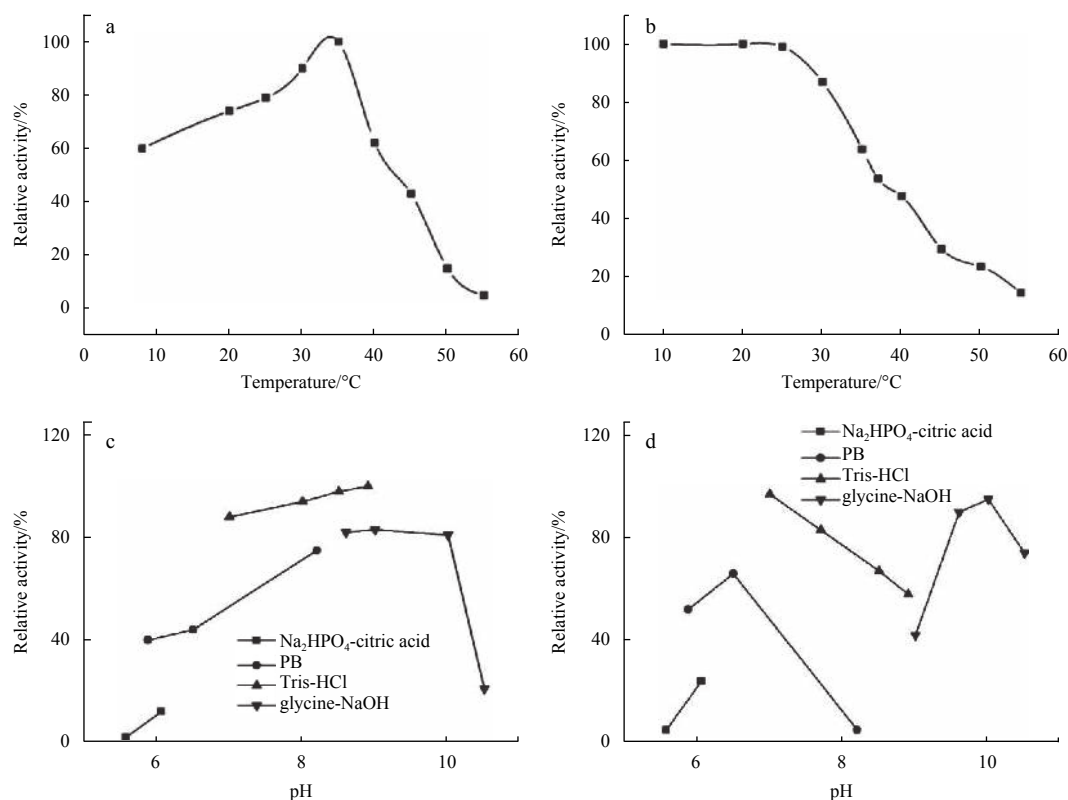 a
100
80
60
40
20
0
Relative activity/%
0 10 20 30 40 50 60
Temperature/°C
b
100
80
60
40
20
0
Relative activity/%
10 20 30 40 50 60
Temperature/°C
c
120
80
40
0
Relative activity/%
Na₂HPO₄-citric acid
PB
Tris-HCl
glycine-NaOH
6 8 10
pH
d
120
80
40
0
Relative activity/%
Na₂HPO₄-citric acid
PB
Tris-HCl
glycine-NaOH
6 8 10
pH